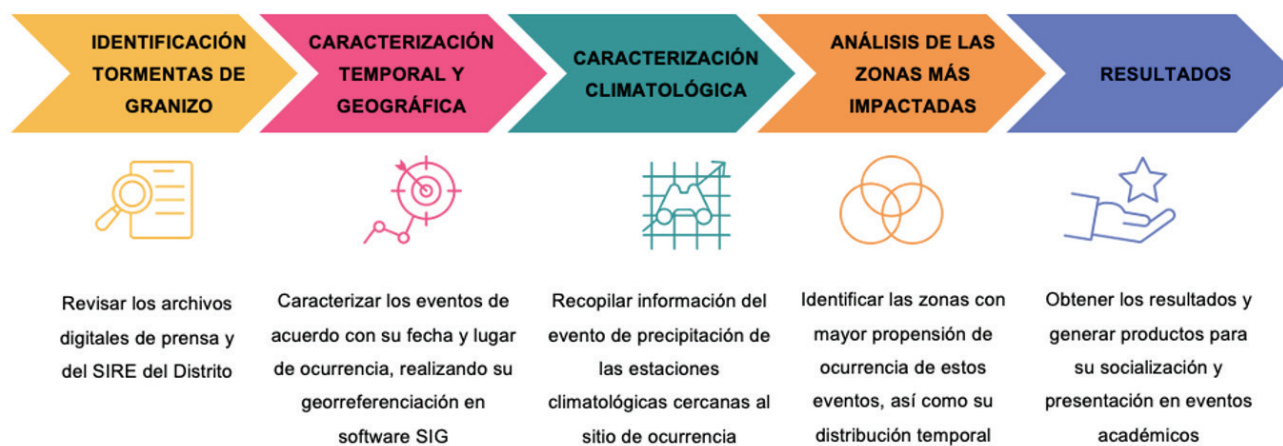 IDENTIFICACIÓN
TORMENTAS DE
GRANIZO
CARACTERIZACIÓN
TEMPORAL Y
GEOGRÁFICA
CARACTERIZACIÓN
CLIMATOLÓGICA
ANÁLISIS DE LAS
ZONAS MÁS
IMPACTADAS
RESULTADOS
Revisar los archivos
digitales de prensa y
del SIRE del Distrito
Caracterizar los eventos de
acuerdo con su fecha y lugar
de ocurrencia, realizando su
georreferenciación en
software SIG
Recopilar información del
evento de precipitación de
las estaciones
climatológicas cercanas al
sitio de ocurrencia
Identificar las zonas con
mayor propensión de
ocurrencia de estos
eventos, así como su
distribución temporal
Obtener los resultados y
generar productos para
su socialización y
presentación en eventos
académicos